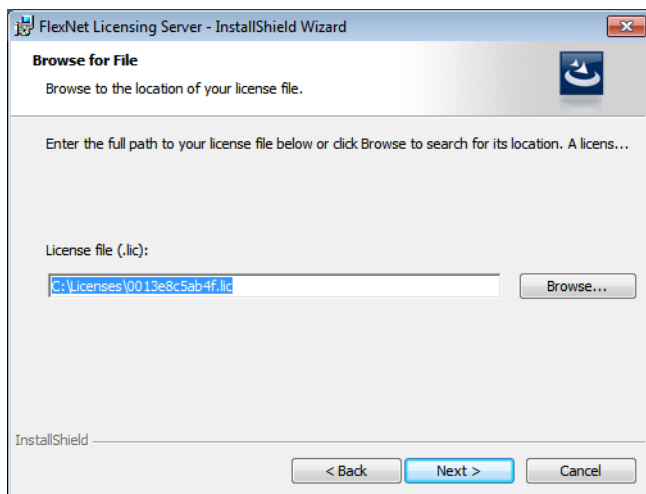 FlexNet Licensing Server - InstallShield Wizard
Browse for File
Browse to the location of your license file.
Enter the full path to your license file below or click Browse to search for its location. A licens...
License file (.lic):
C:\Licenses\0013e8c5ab4f.lic
Browse...
InstallShield
< Back
Next >
Cancel